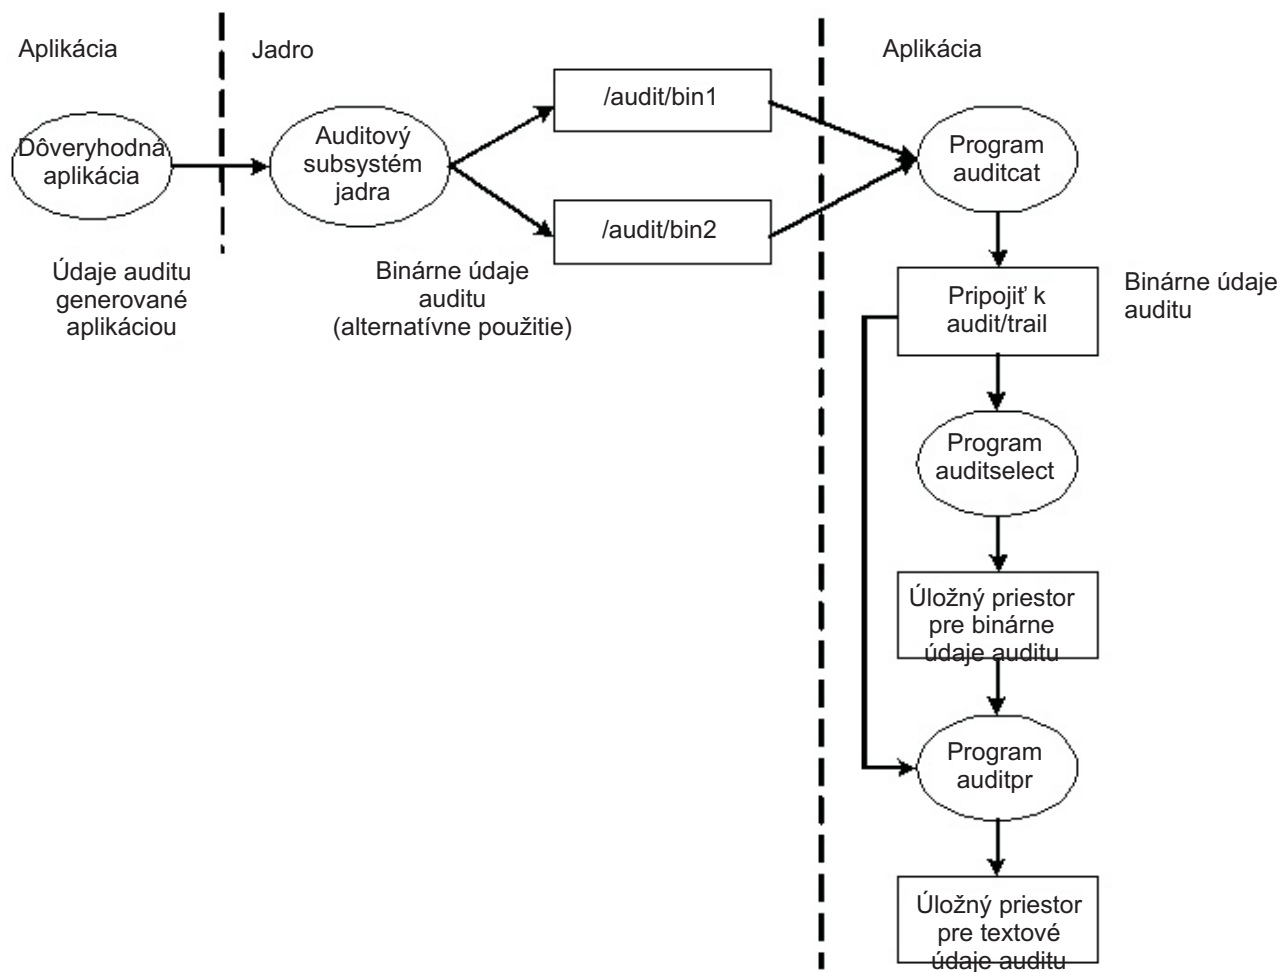 Aplikácia
Jadro
Aplikácia
Dôveryhodná
aplikácia
Auditový
subsystém
jadra
/audit/bin1
/audit/bin2
Program
auditcat
Údaje auditu
generované
aplikáciou
Binárne údaje
auditu
(alternatívne použitie)
Pripojiť k
audit/trail
Binárne údaje
auditu
Program
auditselect
Úložný priestor
pre binárne
údaje auditu
Program
auditpr
Úložný priestor
pre textové
údaje auditu